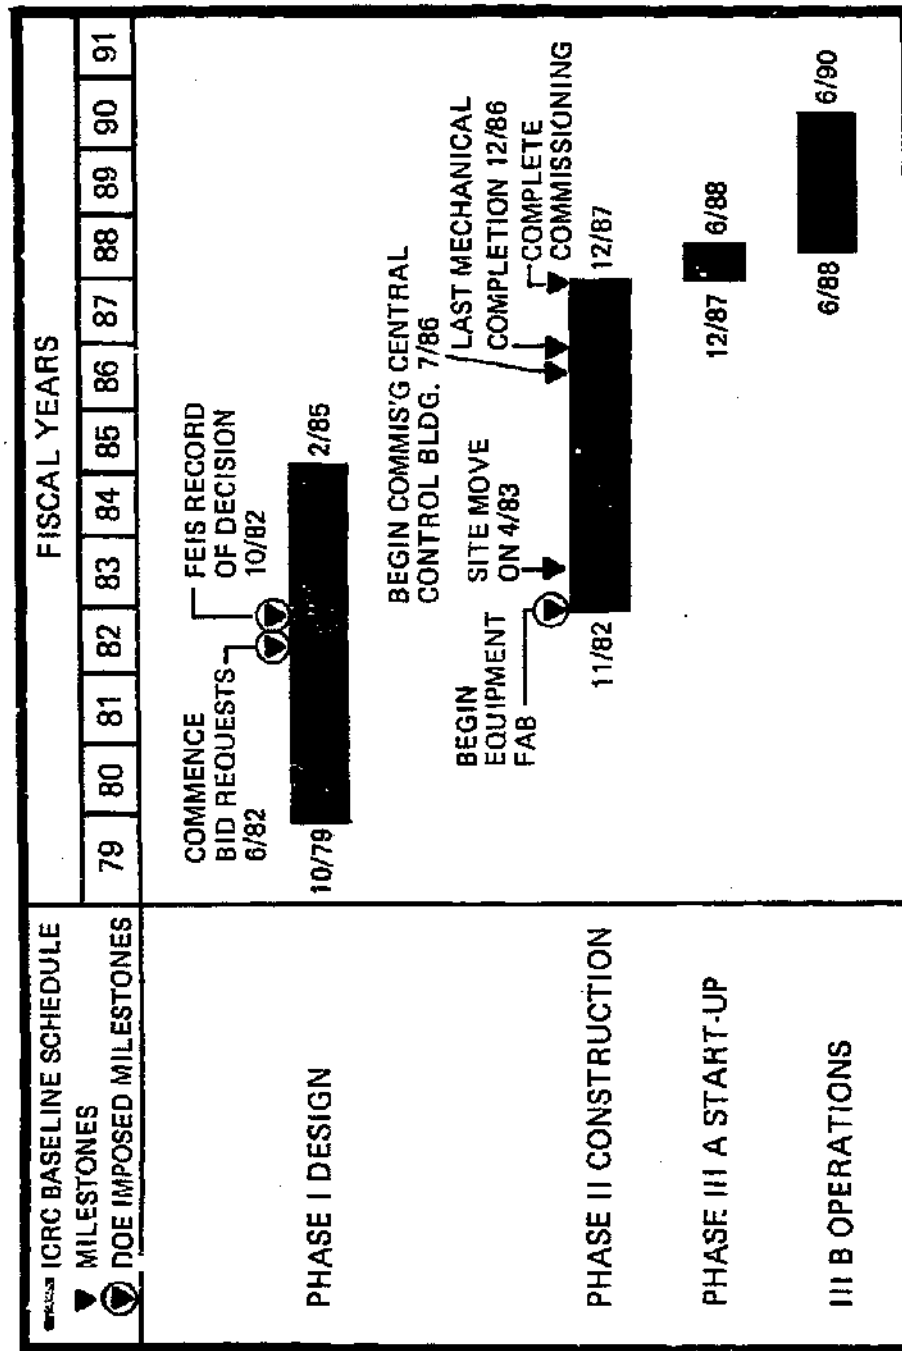 ICRC BASELINE SCHEDULE
MILESTONES
DOE IMPOSED MILESTONES
FISCAL YEARS
79 80 81 82 83 84 85 86 87 88 89 90 91
PHASE I DESIGN
COMMENCE
BID REQUESTS
6/82
FEIS RECORD
OF DECISION
10/82
10/79
2/85
PHASE II CONSTRUCTION
BEGIN COMMIS'G CENTRAL
CONTROL BLDG. 7/86
LAST MECHANICAL
COMPLETION 12/86
COMPLETE
COMMISSIONING
BEGIN
EQUIPMENT
FAB
SITE MOVE
ON 4/83
11/82
12/87
PHASE III A START-UP
12/87
6/88
III B OPERATIONS
6/88
6/90